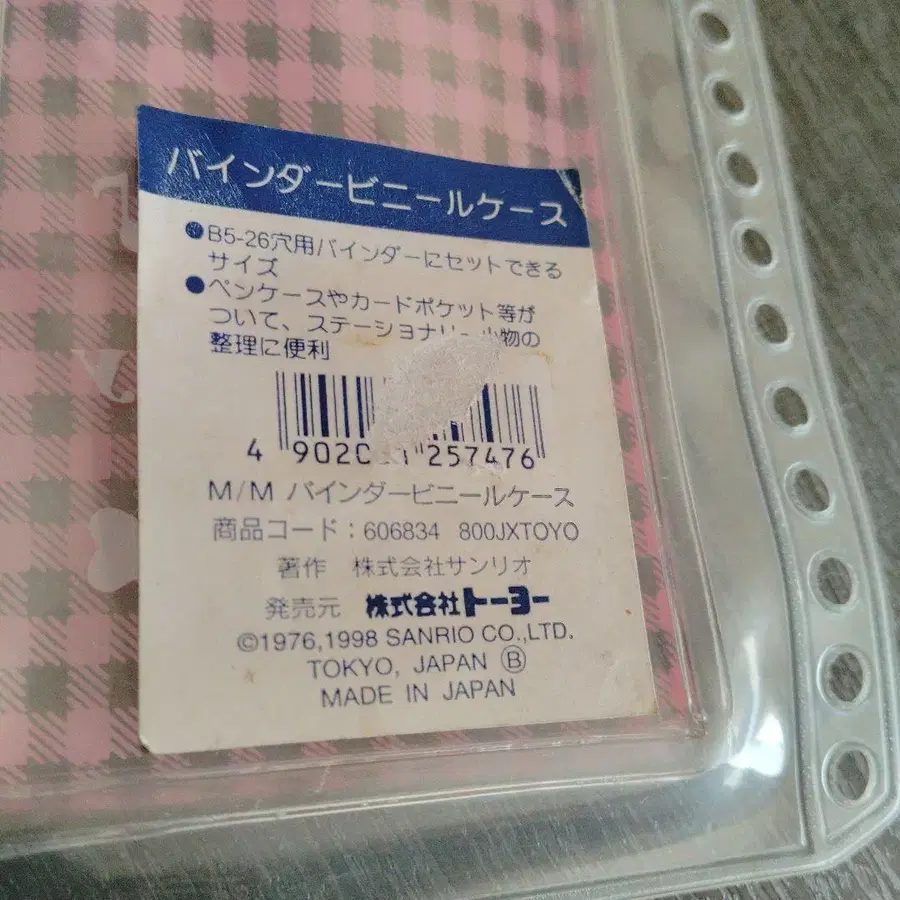 バインダービニールケース
●B5-26穴用バインダーにセットできる
サイズ
●ペンケースやカードポケット等が
ついて、ステーショナリー小物の
整理に便利
4 902 257476
M/M バインダービニールケース
商品コード：606834 800JXTOYO
著作 株式会社サンリオ
発売元 株式会社トーヨー
©1976,1998 SANRIO CO.,LTD.
TOKYO, JAPAN Ⓑ
MADE IN JAPAN